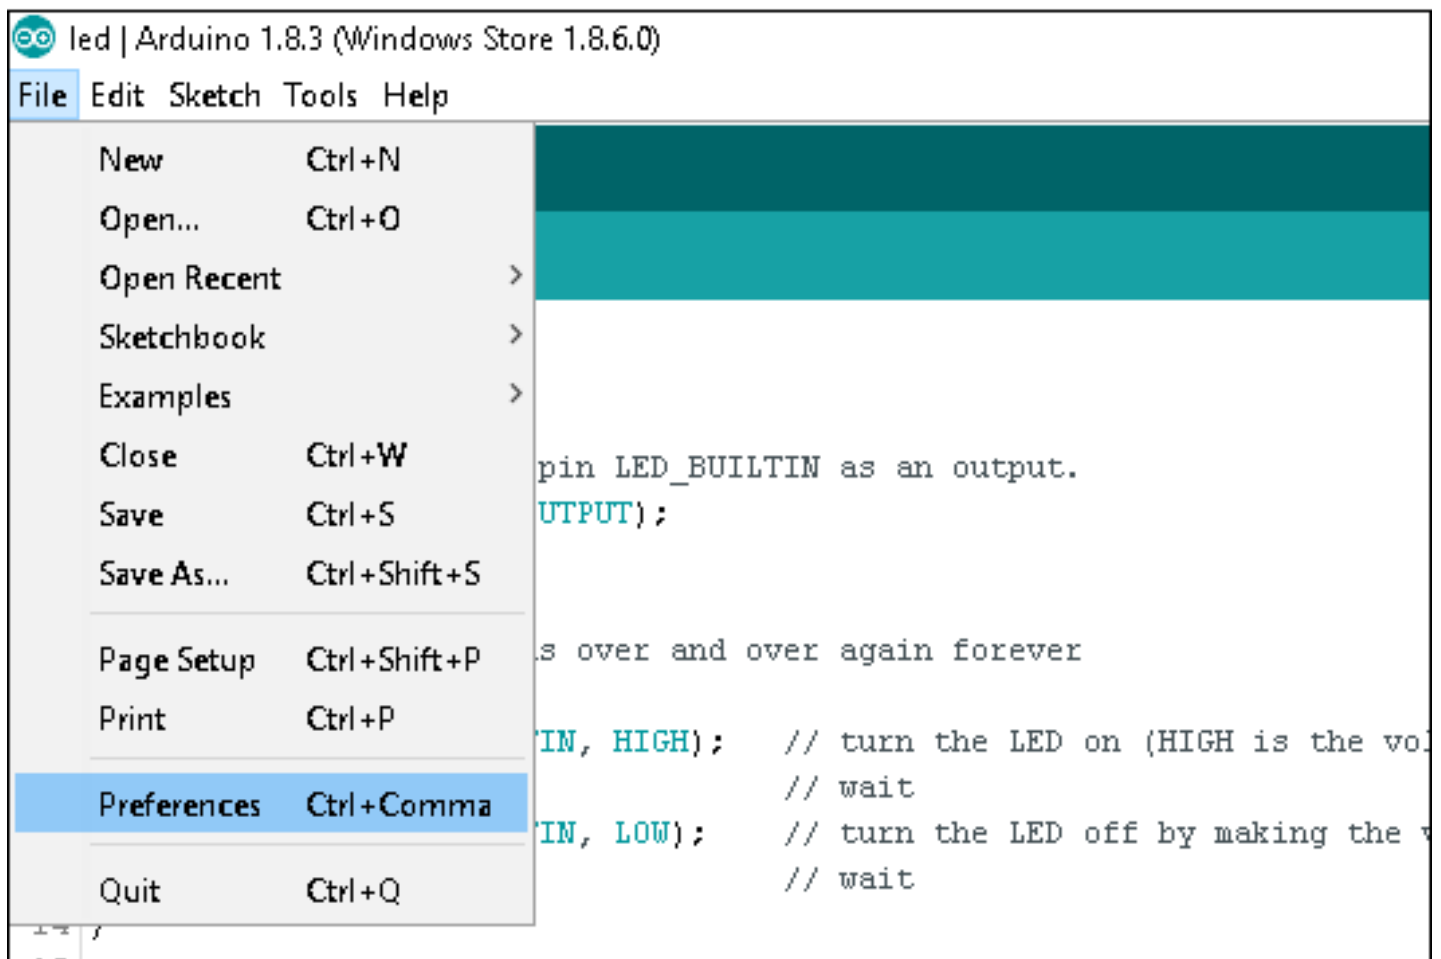 led | Arduino 1.8.3 (Windows Store 1.8.6.0)
File Edit Sketch Tools Help
New Ctrl+N
Open... Ctrl+O
Open Recent
Sketchbook
Examples
Close Ctrl+W
pin LED_BUILTIN as an output.
Save Ctrl+S
UTPUT);
Save As... Ctrl+Shift+S
Page Setup Ctrl+Shift+P
s over and over again forever
Print Ctrl+P
IN, HIGH); // turn the LED on (HIGH is the
// wait
Preferences Ctrl+Comma
IN, LOW); // turn the LED off by making the
// wait
Quit Ctrl+Q